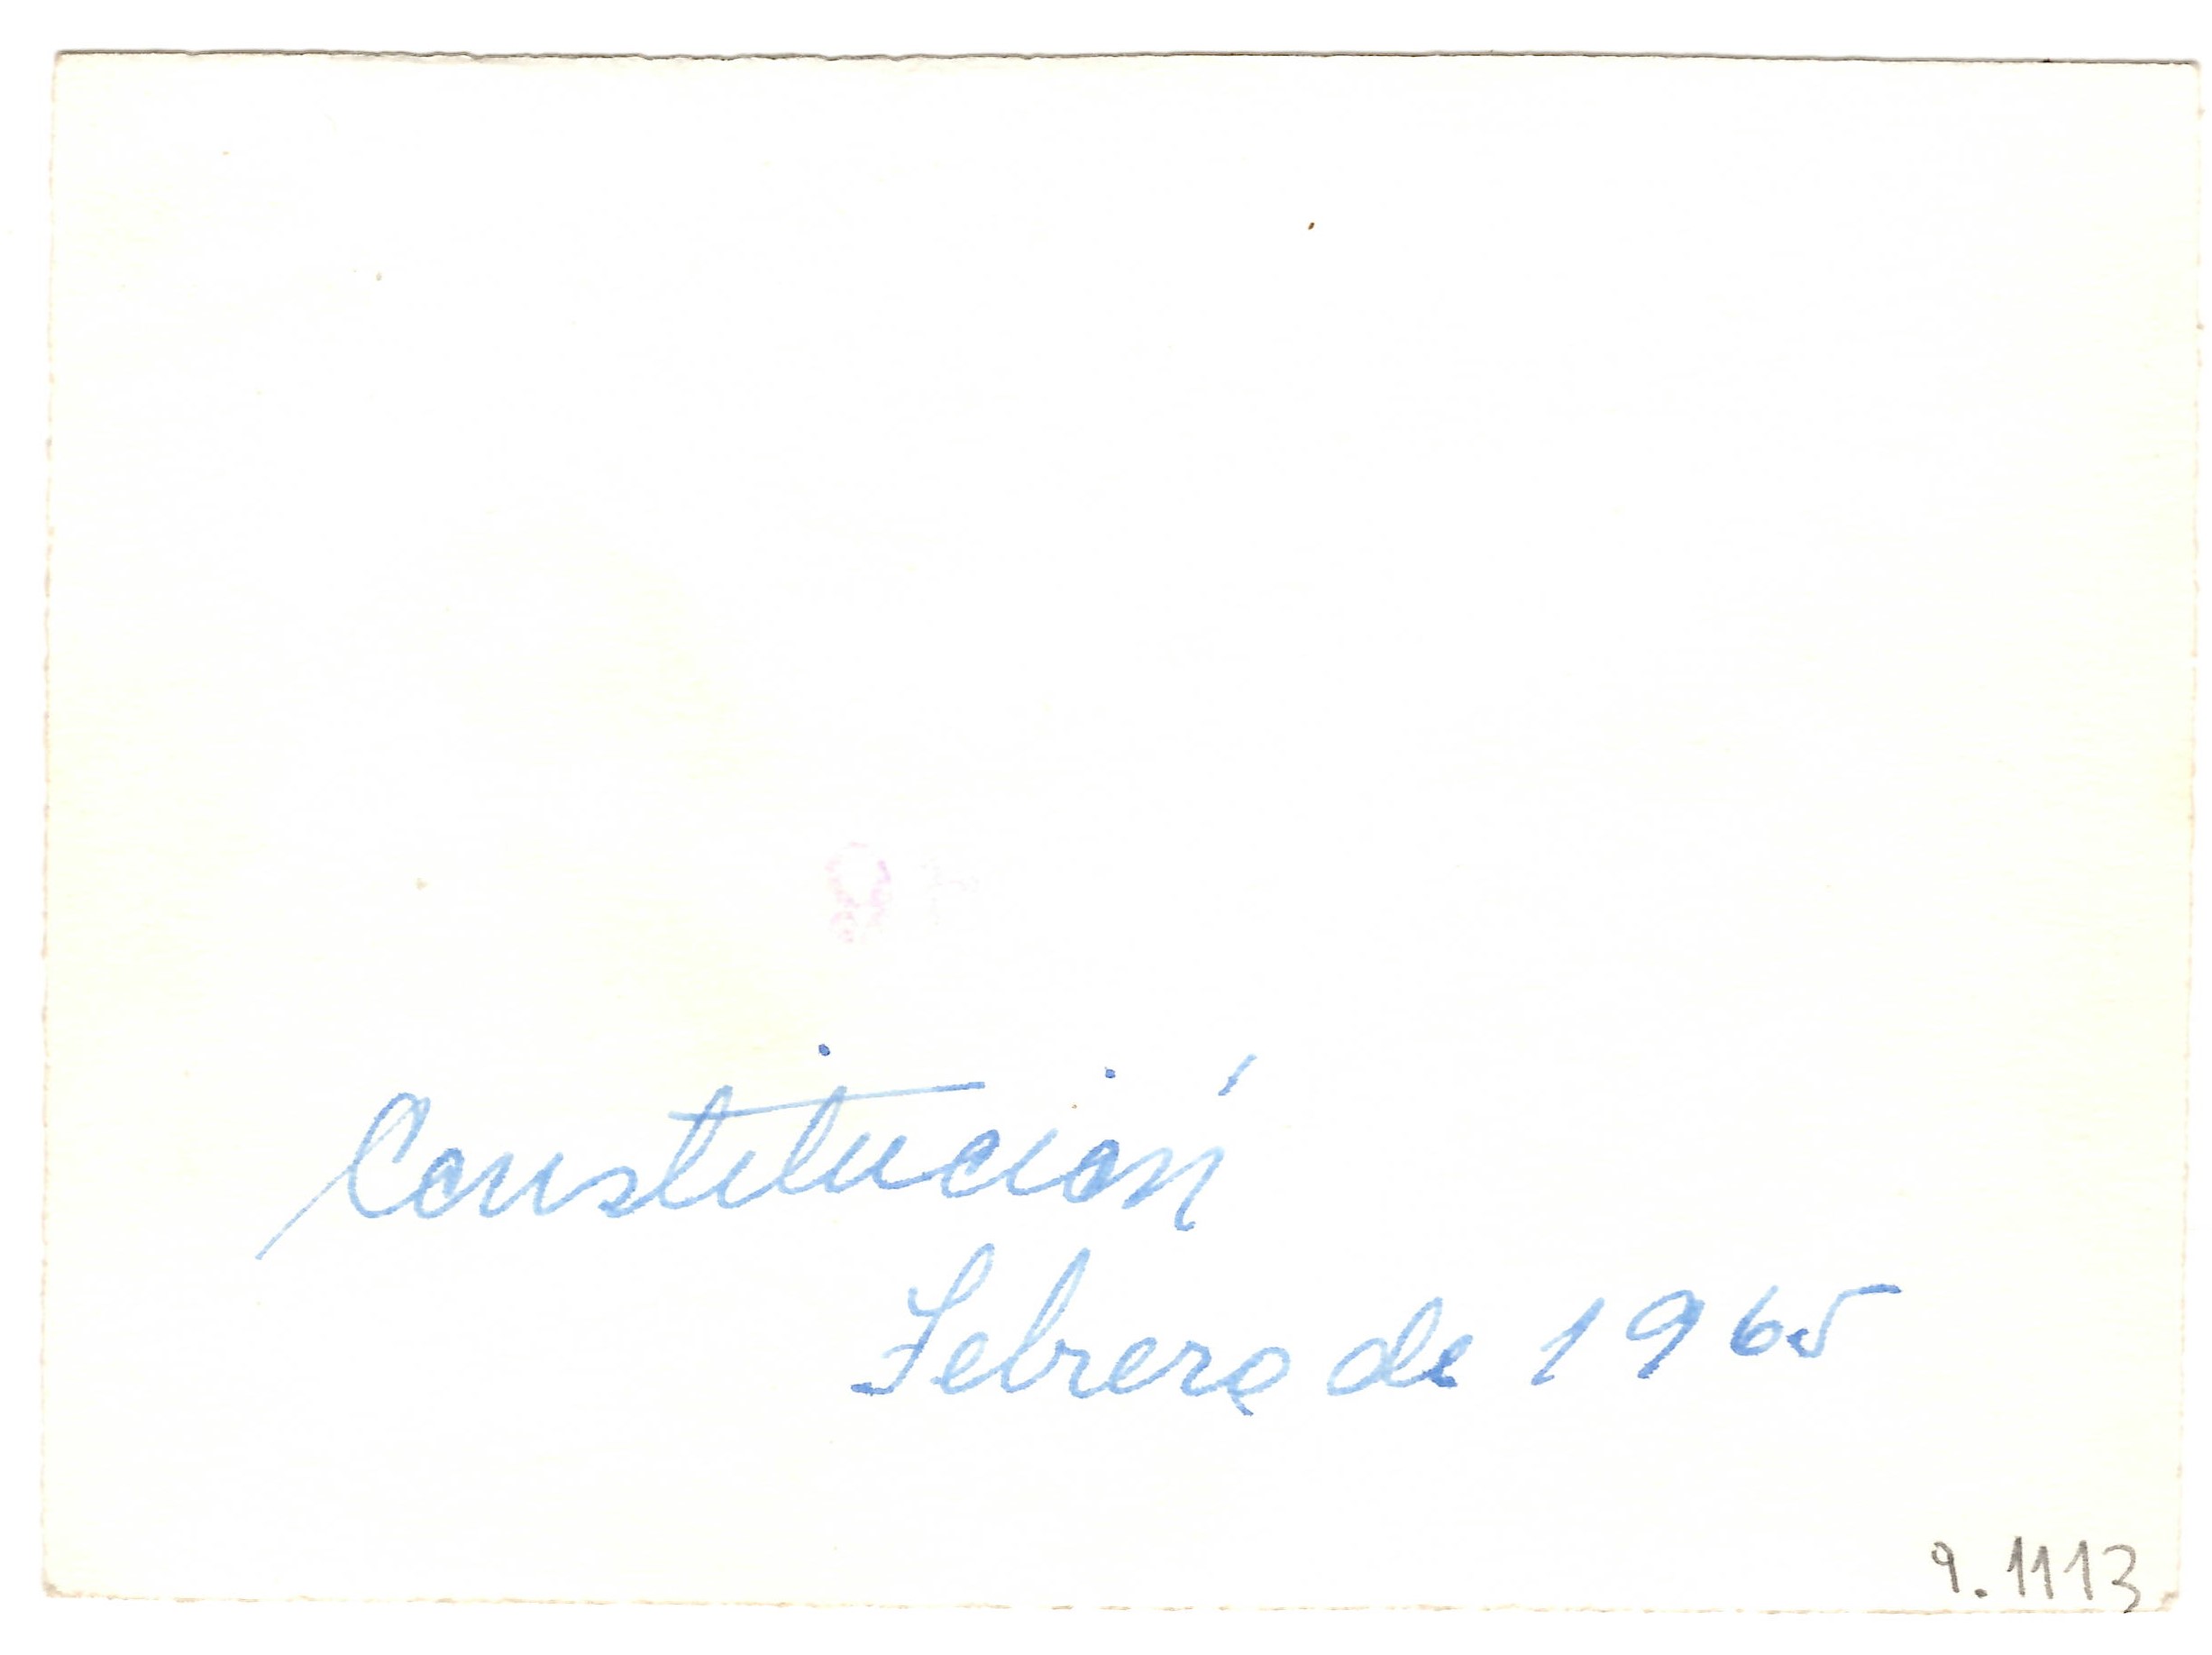 Constitución
Febrero de 1965
9.1113